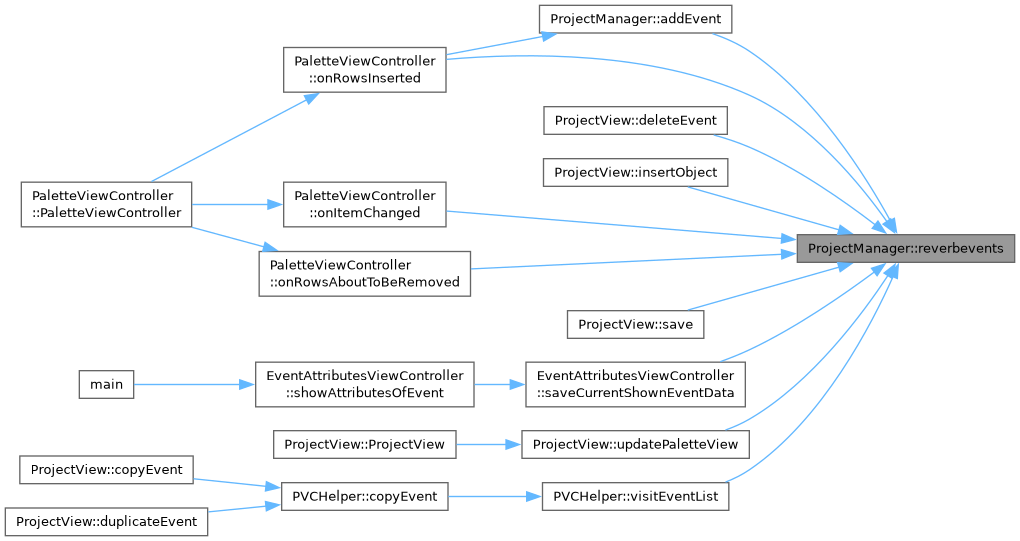 ProjectManager::addEvent
PaletteViewController
::onRowsInserted
ProjectView::deleteEvent
ProjectView::insertObject
PaletteViewController
::PaletteViewController
PaletteViewController
::onItemChanged
ProjectManager::reverbevents
PaletteViewController
::onRowsAboutToBeRemoved
ProjectView::save
main
EventAttributesViewController
::showAttributesOfEvent
EventAttributesViewController
::saveCurrentShownEventData
ProjectView::ProjectView
ProjectView::updatePaletteView
ProjectView::copyEvent
PVCHelper::copyEvent
PVCHelper::visitEventList
ProjectView::duplicateEvent